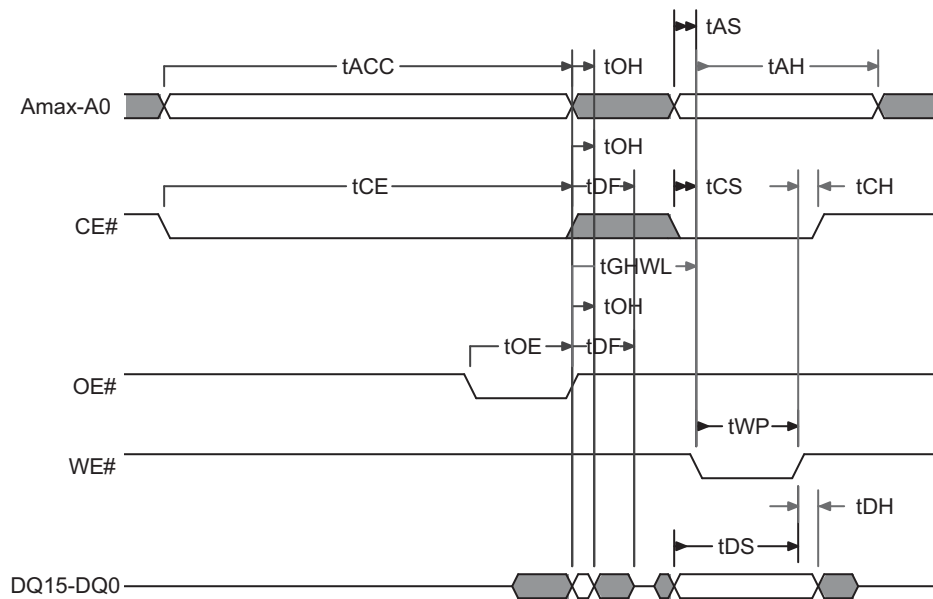 tAS
tACC tOH tAH
Amax-A0
tOH
tCE tDF tCS tCH
CE#
tGHWL
tOH
tOE tDF
OE#
tWP
WE#
tDH
tDS
DQ15-DQ0